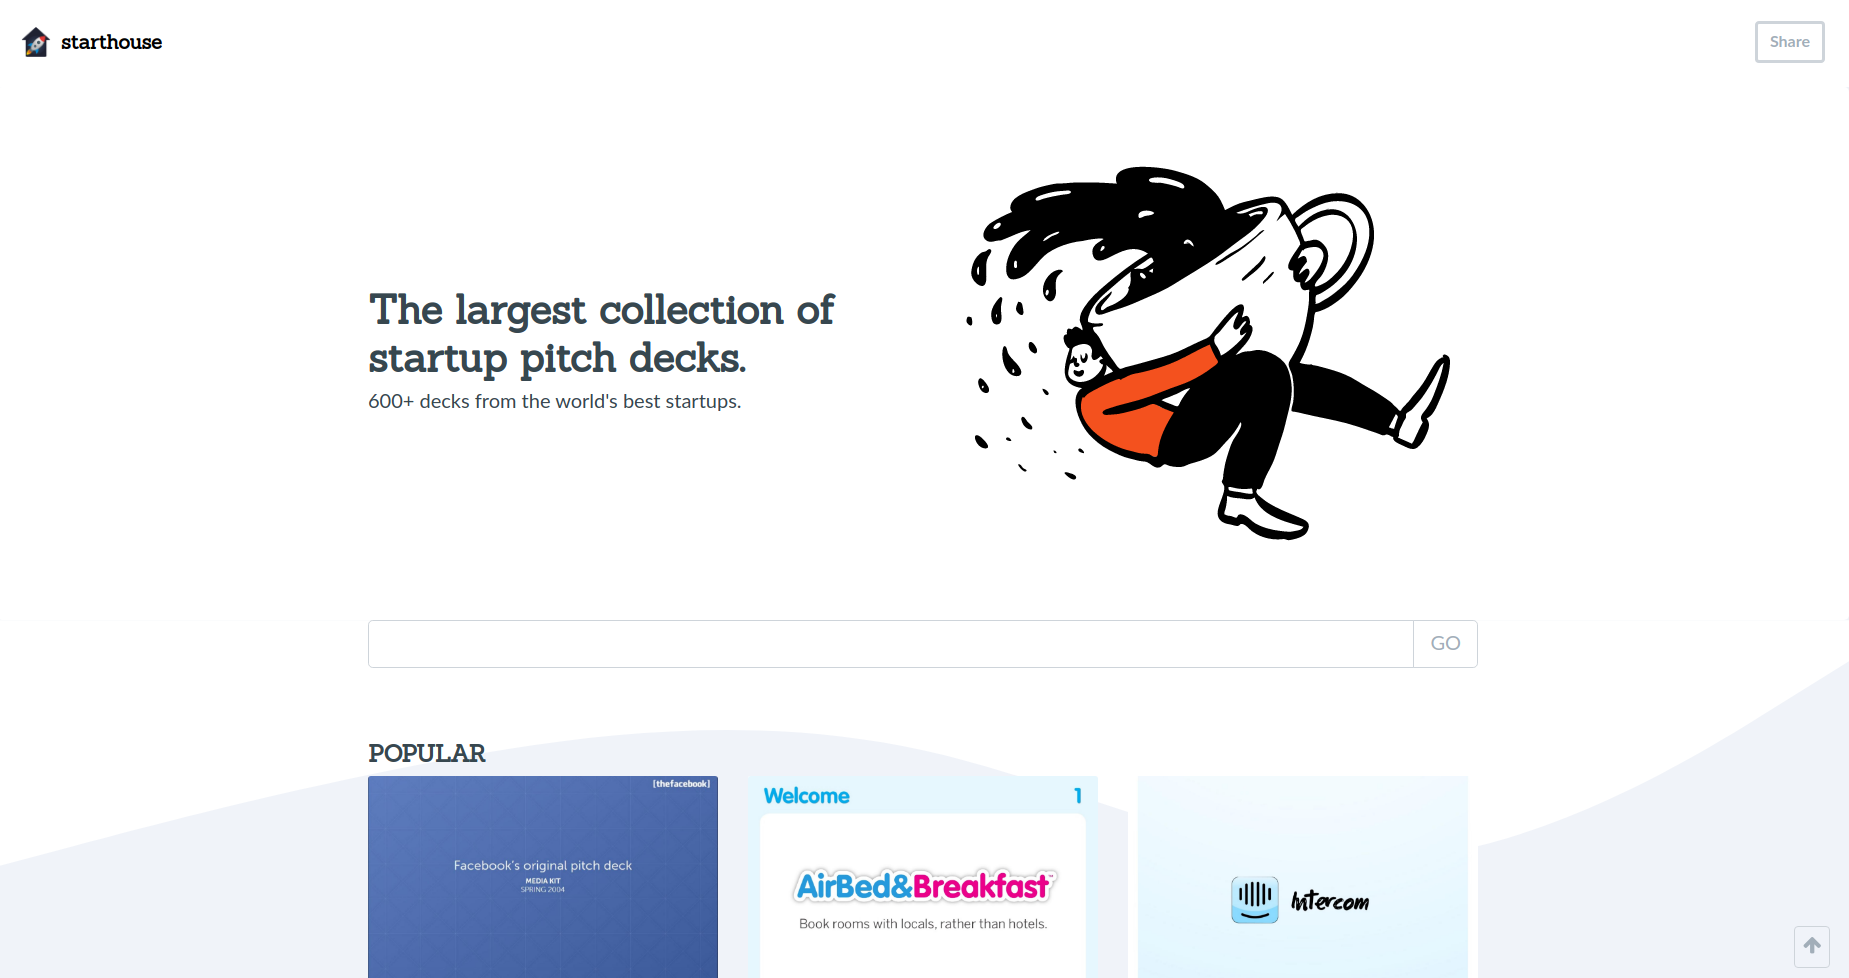 starthouse
Share
The largest collection of
startup pitch decks.
600+ decks from the world's best startups.
GO
POPULAR
[thefacebook]
Facebook's original pitch deck
MEDIA KIT
SPRING 2004
Welcome 1
AirBed&Breakfast™
Book rooms with locals, rather than hotels.
Intercom